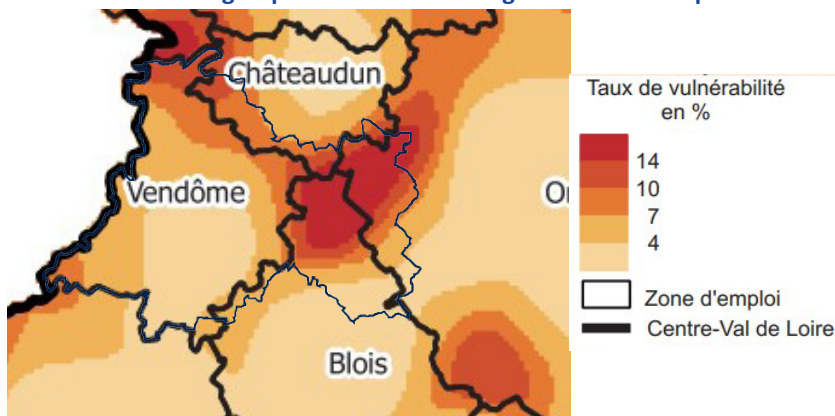 Châteaudun
Vendôme
Blois
Taux de vulnérabilité
en %
14
10
7
4
Zone d'emploi
Centre-Val de Loire